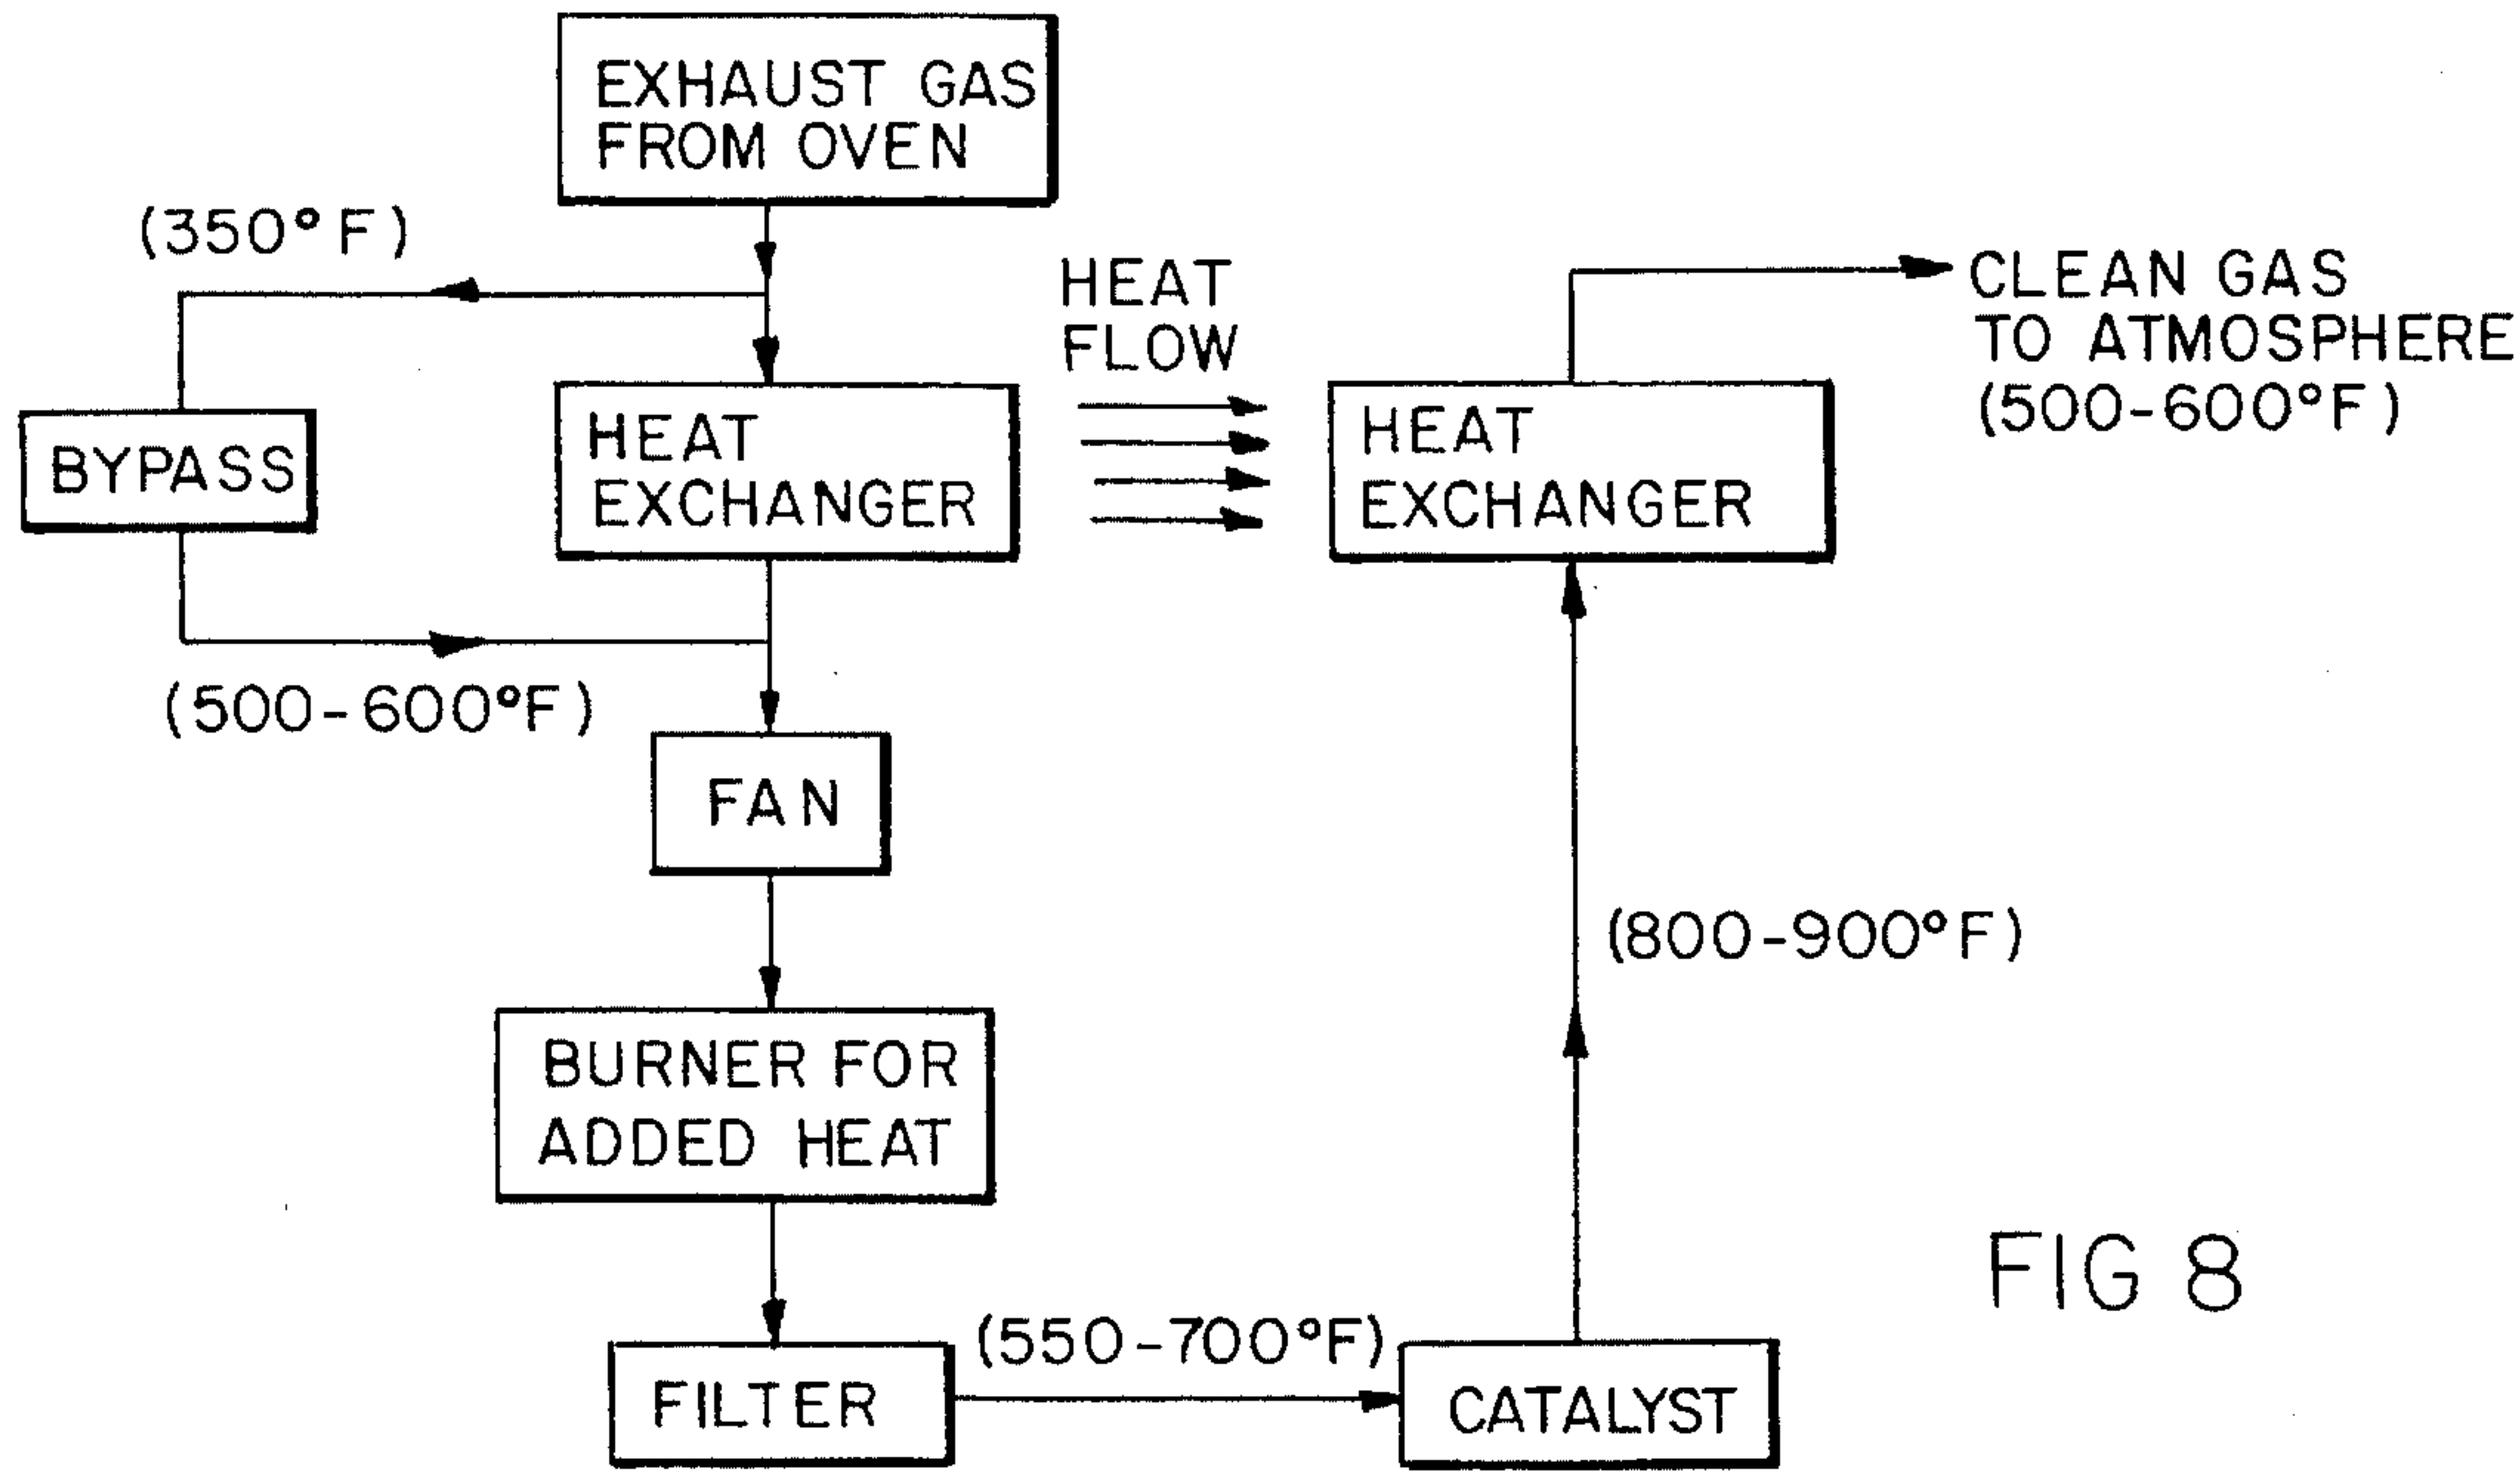 EXHAUST GAS
FROM OVEN
(350°F)
HEAT
FLOW
CLEAN GAS
TO ATMOSPHERE
(500-600°F)
BYPASS
HEAT
EXCHANGER
HEAT
EXCHANGER
(500-600°F)
FAN
(800-900°F)
BURNER FOR
ADDED HEAT
FIG 8
(550-700°F)
FILTER
CATALYST